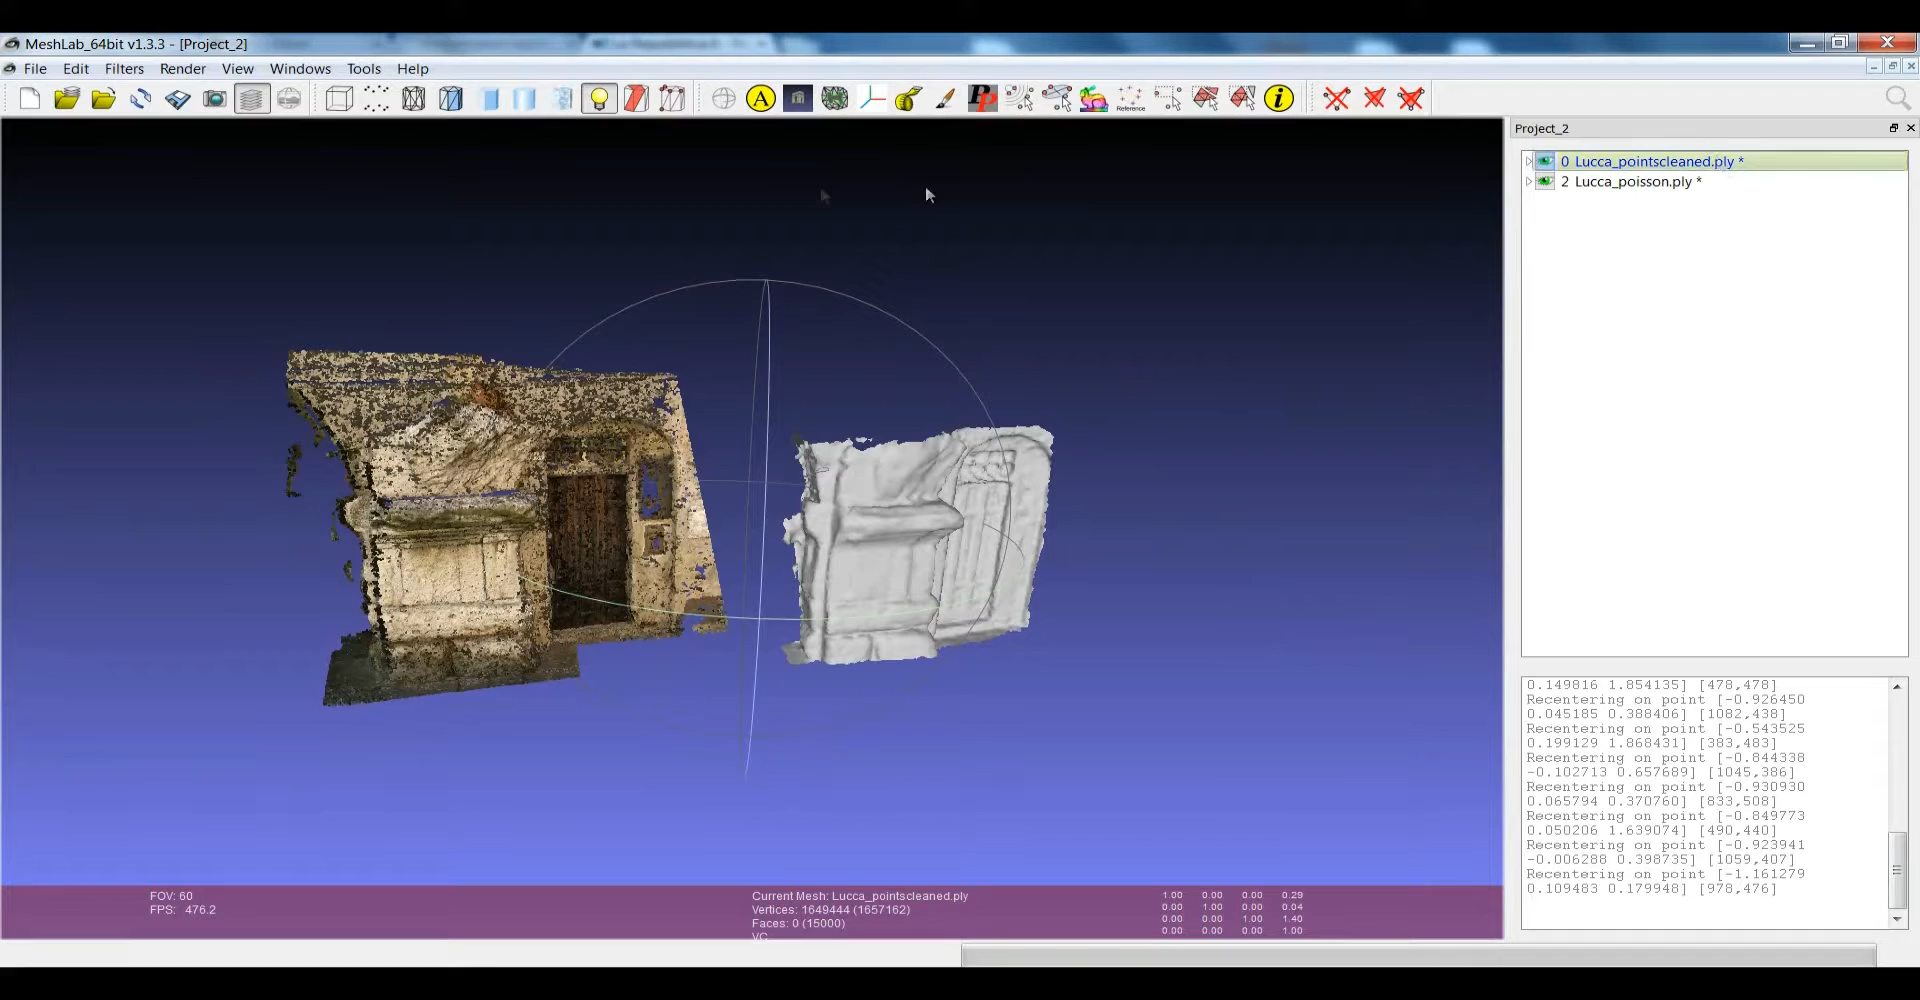 MeshLab_64bit v1.3.3 - [Project_2]
File Edit Filters Render View Windows Tools Help
A
PP
Reference
i
Project_2
0 Lucca_pointscleaned.ply *
2 Lucca_poisson.ply *
0.149816 1.854135] [478,478]
Recentering on point [-0.926450
0.045185 0.388406] [1082,438]
Recentering on point [-0.543525
0.199129 1.868431] [383,483]
Recentering on point [-0.844338
-0.102713 0.657689] [1045,386]
Recentering on point [-0.930930
0.065794 0.370760] [833,508]
Recentering on point [-0.849773
0.050206 1.639074] [490,440]
Recentering on point [-0.923941
-0.006288 0.398735] [1059,407]
Recentering on point [-1.161279
0.109483 0.179948] [978,476]
FOV: 60
FPS: 476.2
Current Mesh: Lucca_pointscleaned.ply
Vertices: 1649444 (1657162)
Faces: 0 (15000)
VC
1.00 0.00 0.00 0.29
0.00 1.00 0.00 0.04
0.00 0.00 1.00 1.40
0.00 0.00 0.00 1.00